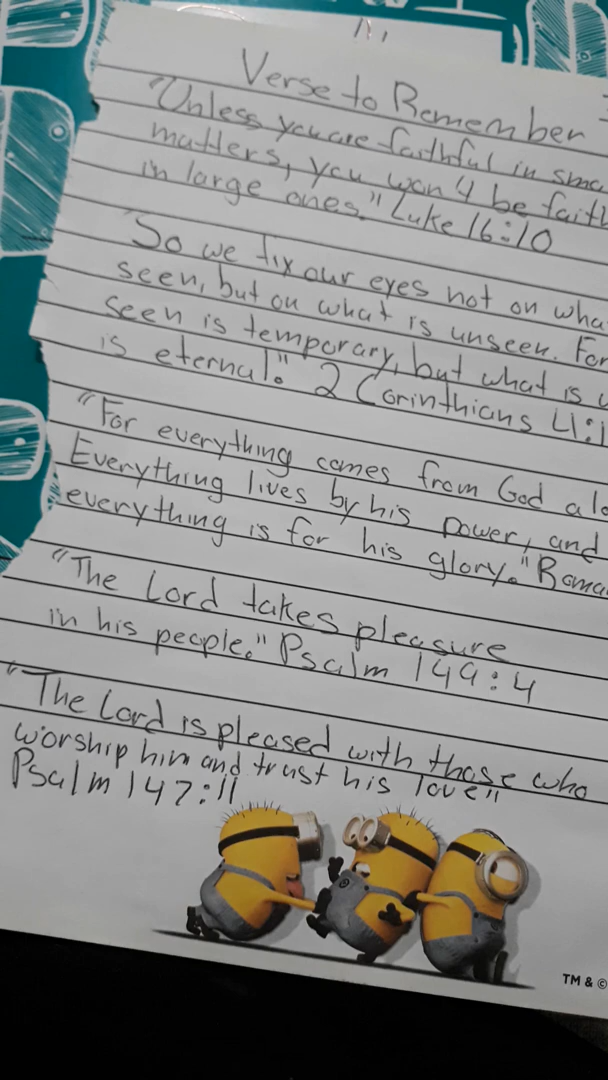 Verse to Remember
"Unless you are faithful in sma
matters, you won't be faith
in large ones." Luke 16:10
So we fix our eyes not on wha
seen, but on what is unseen. For
seen is temporary, but what is u
is eternal". 2 Corinthians 4:1
"For everything comes from God alo
Everything lives by his power, and
everything is for his glory." Roma
"The Lord takes pleasure
in his people." Psalm 149:4
"The Lord is pleased with those who
worship him and trust his love"
Psalm 147:11
TM & ©